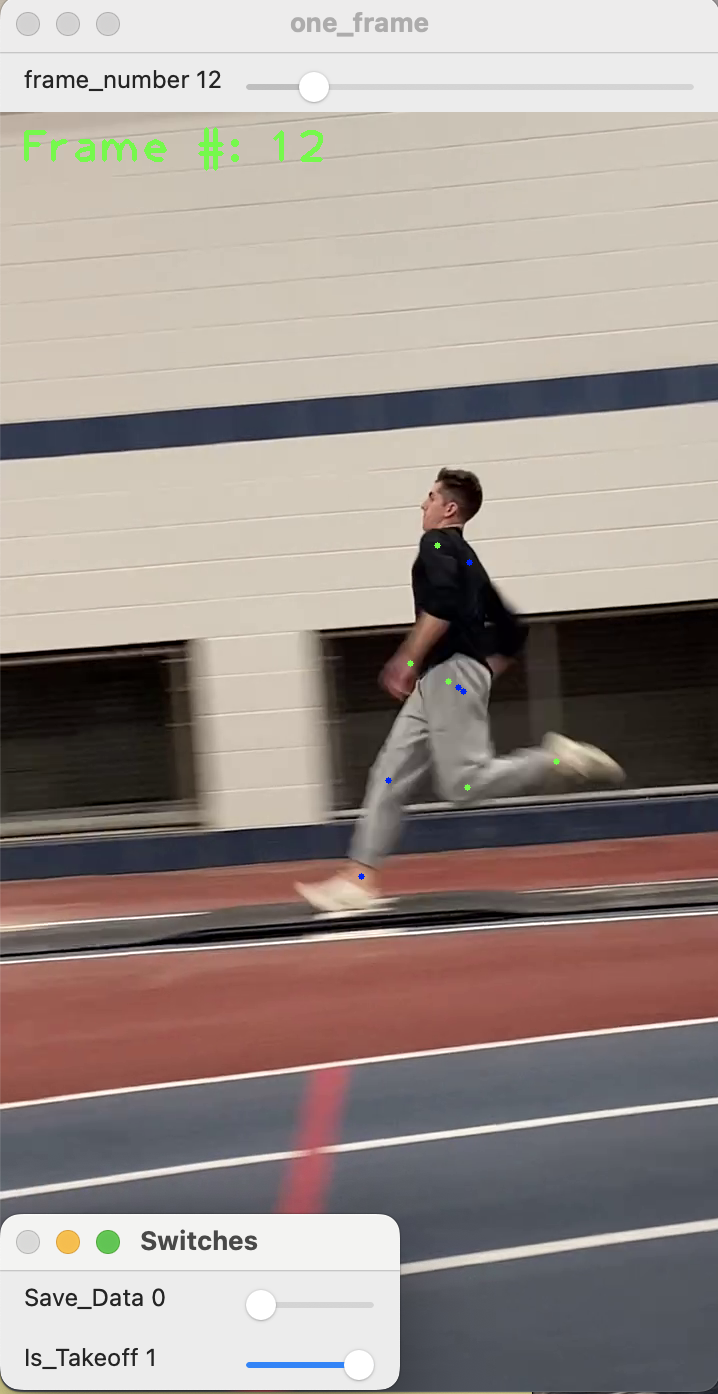 one_frame
frame_number 12
Frame #: 12
Switches
Save_Data 0
Is_Takeoff 1